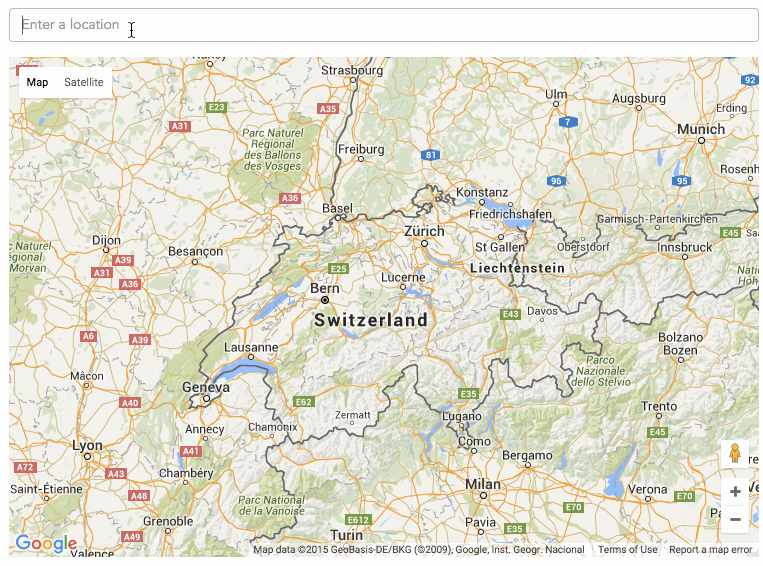 Enter a location
Map Satellite
Strasbourg
92
Ulm
Augsburg
E23
A35
Erding
A31
7
Munich
Parc Naturel
Régional
des Ballons
des Vosges
Freiburg
81
96
95
Rosenh
A36
Konstanz
Basel
Friedrichshafen
Garmisch-Partenkirchen
Zürich
E45
Dijon
St Gallen
Oberstdorf
Innsbruck
c Naturel
égional
Morvan
A39
Besançon
Liechtenstein
A31
E25
Lucerne
A36
Bern
E43
Davos
Switzerland
A6
A39
Lausanne
Bolzano
Bozen
Parco
Nazionale
dello Stelvio
Mâcon
Geneva
A40
E62
E35
Zermatt
Lugano
Trento
Annecy
Chamonix
E45
Lyon
A41
Como
Bergamo
A72
A43
Chambéry
Saint-Étienne
A48
Milan
Verona
E70
Parc National
de la Vanoise
E70
Grenoble
E612
Pavia
E35
Turin
A49
Google
Valence
Map data ©2015 GeoBasis-DE/BKG (©2009), Google, Inst. Geogr. Nacional Terms of Use Report a map error